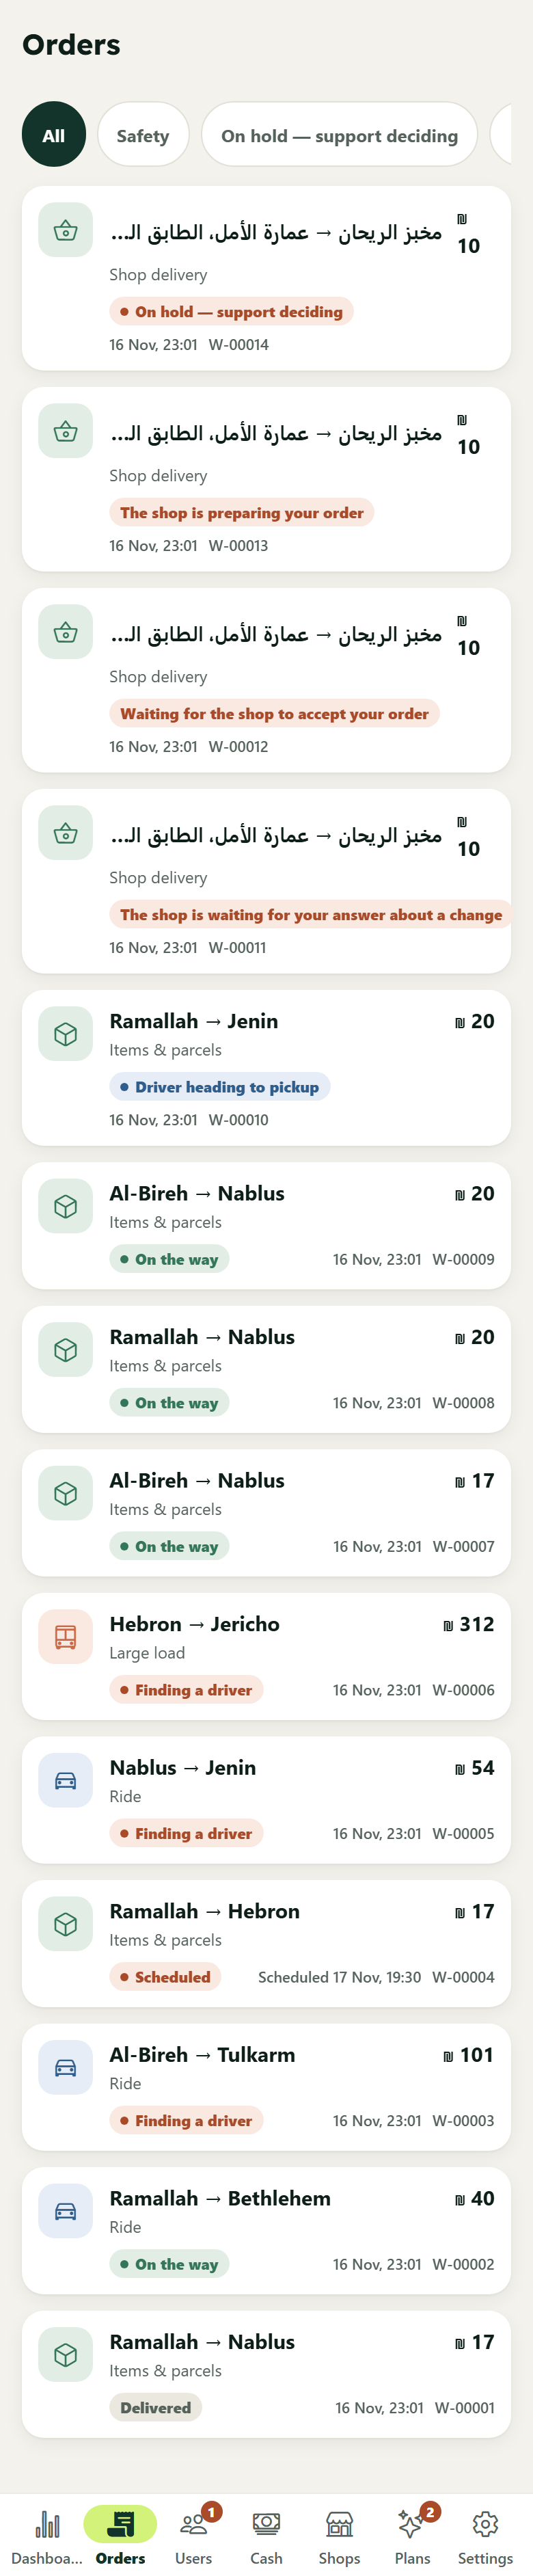 Orders
All
Safety
On hold — support deciding
مخبز الريحان → عمارة الأمل، الطابق الـ...
₪ 10
Shop delivery
On hold — support deciding
16 Nov, 23:01 W-00014
مخبز الريحان → عمارة الأمل، الطابق الـ...
₪ 10
Shop delivery
The shop is preparing your order
16 Nov, 23:01 W-00013
مخبز الريحان → عمارة الأمل، الطابق الـ...
₪ 10
Shop delivery
Waiting for the shop to accept your order
16 Nov, 23:01 W-00012
مخبز الريحان → عمارة الأمل، الطابق الـ...
₪ 10
Shop delivery
The shop is waiting for your answer about a change
16 Nov, 23:01 W-00011
Ramallah → Jenin ₪ 20
Items & parcels
Driver heading to pickup
16 Nov, 23:01 W-00010
Al-Bireh → Nablus ₪ 20
Items & parcels
On the way 16 Nov, 23:01 W-00009
Ramallah → Nablus ₪ 20
Items & parcels
On the way 16 Nov, 23:01 W-00008
Al-Bireh → Nablus ₪ 17
Items & parcels
On the way 16 Nov, 23:01 W-00007
Hebron → Jericho ₪ 312
Large load
Finding a driver 16 Nov, 23:01 W-00006
Nablus → Jenin ₪ 54
Ride
Finding a driver 16 Nov, 23:01 W-00005
Ramallah → Hebron ₪ 17
Items & parcels
Scheduled Scheduled 17 Nov, 19:30 W-00004
Al-Bireh → Tulkarm ₪ 101
Ride
Finding a driver 16 Nov, 23:01 W-00003
Ramallah → Bethlehem ₪ 40
Ride
On the way 16 Nov, 23:01 W-00002
Ramallah → Nablus ₪ 17
Items & parcels
Delivered 16 Nov, 23:01 W-00001
1 2
Dashboa... Orders Users Cash Shops Plans Settings